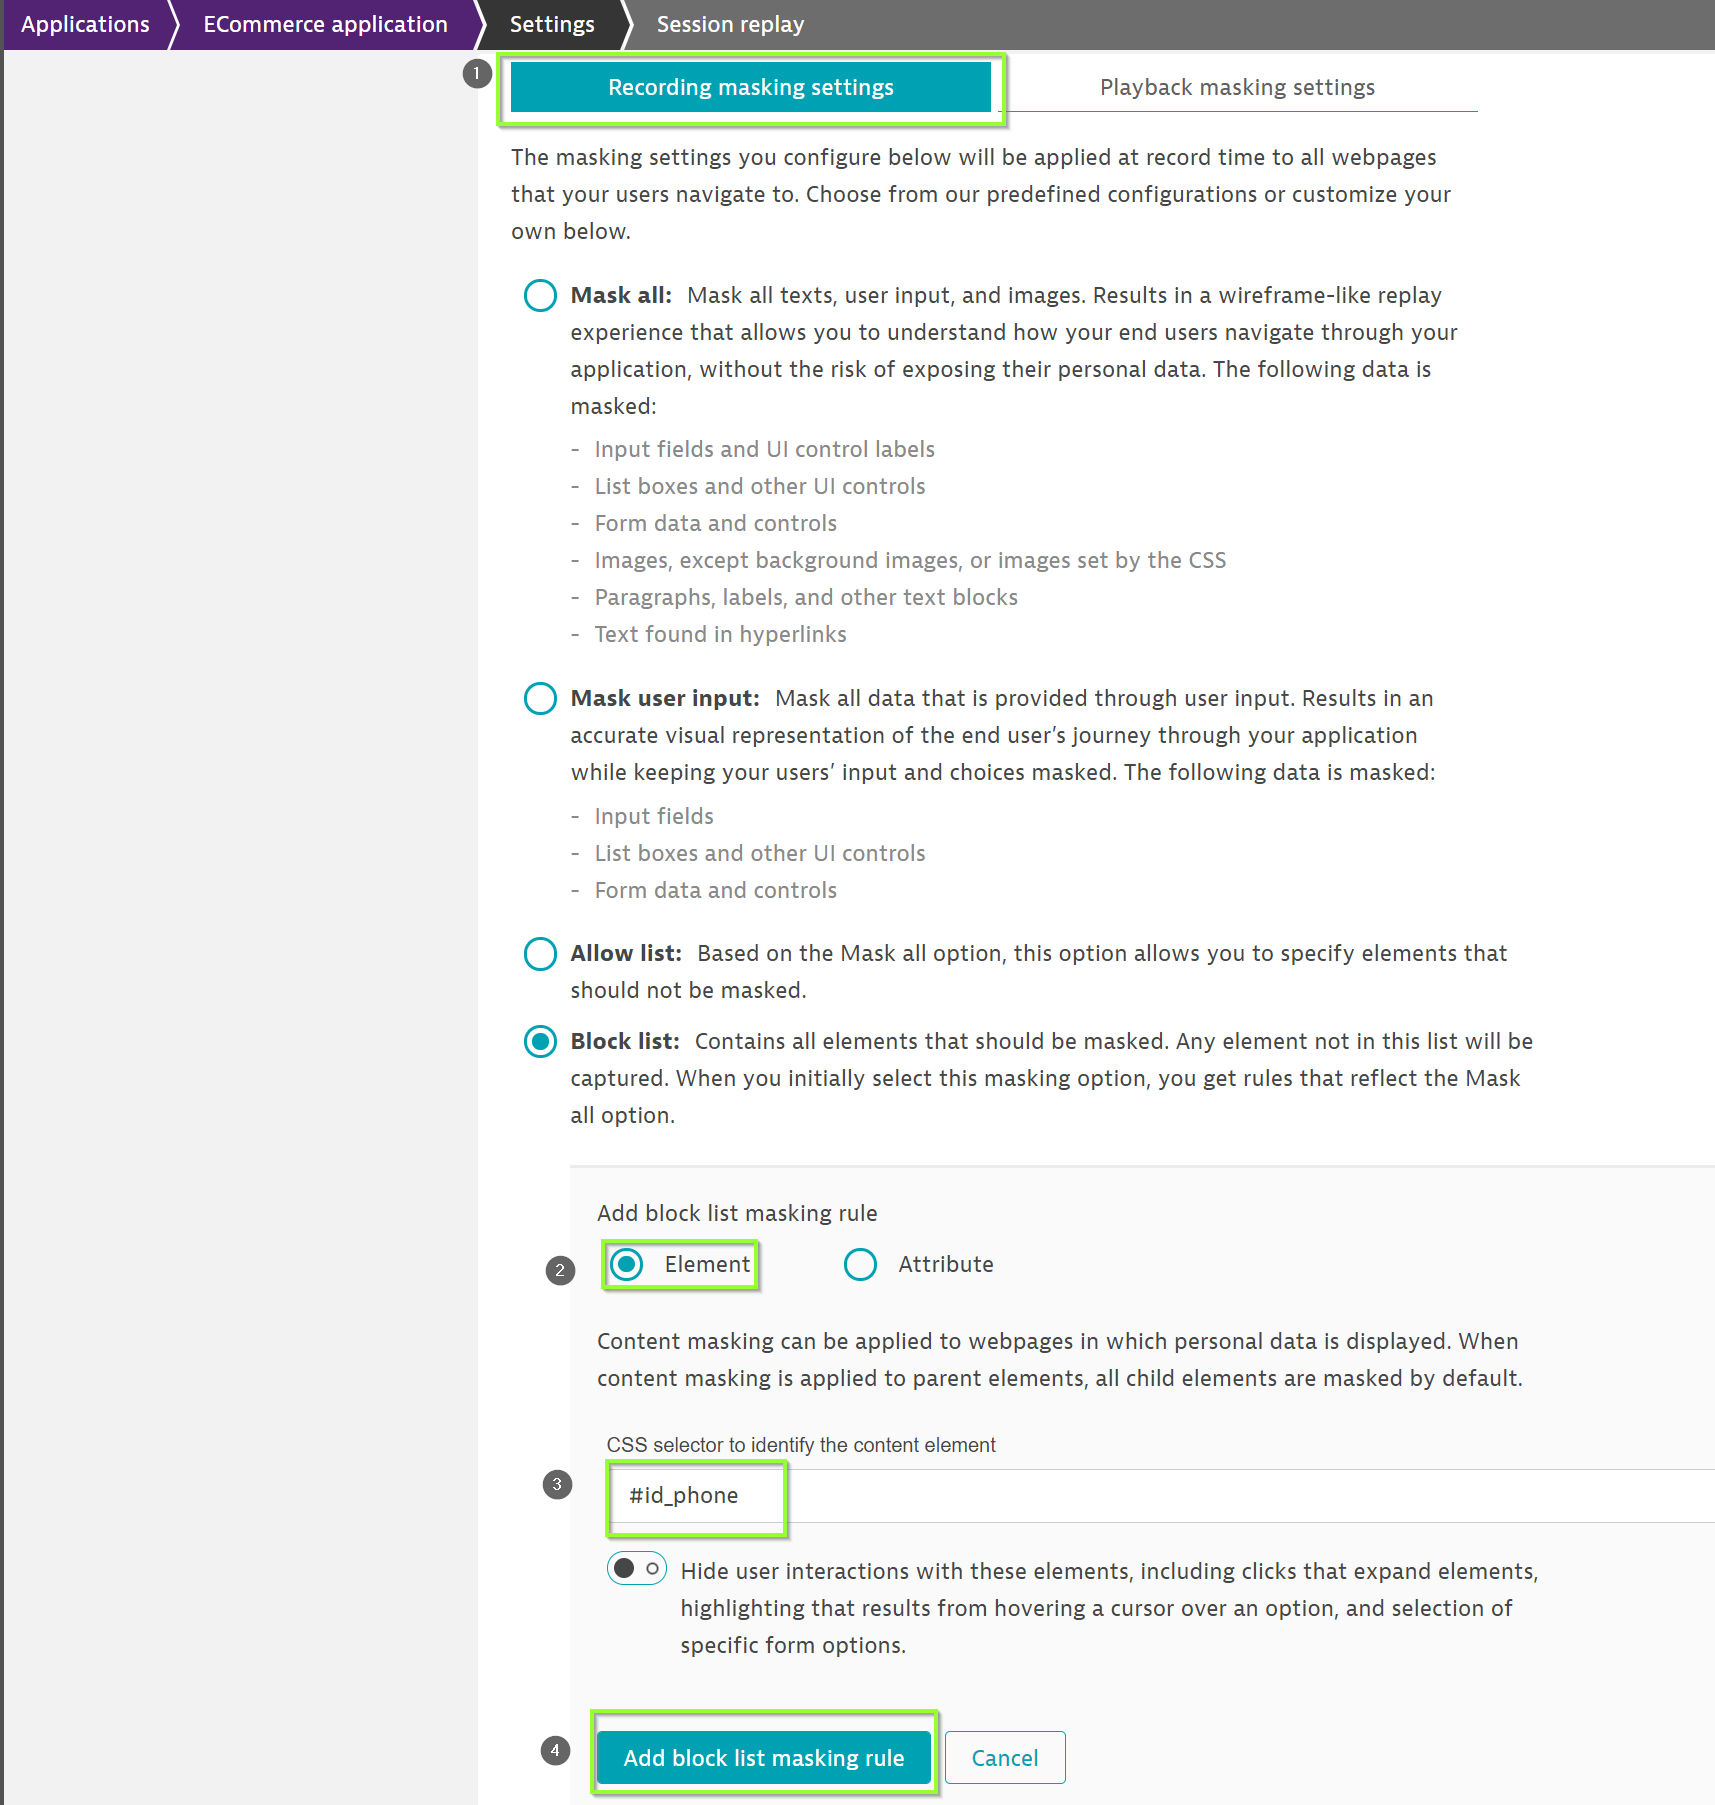 Applications
ECommerce application
Settings
Session replay
1
Recording masking settings
Playback masking settings
The masking settings you configure below will be applied at record time to all webpages
that your users navigate to. Choose from our predefined configurations or customize your
own below.
Mask all: Mask all texts, user input, and images. Results in a wireframe-like replay
experience that allows you to understand how your end users navigate through your
application, without the risk of exposing their personal data. The following data is
masked:
- Input fields and UI control labels
- List boxes and other UI controls
- Form data and controls
- Images, except background images, or images set by the CSS
- Paragraphs, labels, and other text blocks
- Text found in hyperlinks
Mask user input: Mask all data that is provided through user input. Results in an
accurate visual representation of the end user’s journey through your application
while keeping your users’ input and choices masked. The following data is masked:
- Input fields
- List boxes and other UI controls
- Form data and controls
Allow list: Based on the Mask all option, this option allows you to specify elements that
should not be masked.
Block list: Contains all elements that should be masked. Any element not in this list will be
captured. When you initially select this masking option, you get rules that reflect the Mask
all option.
Add block list masking rule
2
Element
Attribute
Content masking can be applied to webpages in which personal data is displayed. When
content masking is applied to parent elements, all child elements are masked by default.
CSS selector to identify the content element
3
#id_phone
Hide user interactions with these elements, including clicks that expand elements,
highlighting that results from hovering a cursor over an option, and selection of
specific form options.
4
Add block list masking rule
Cancel